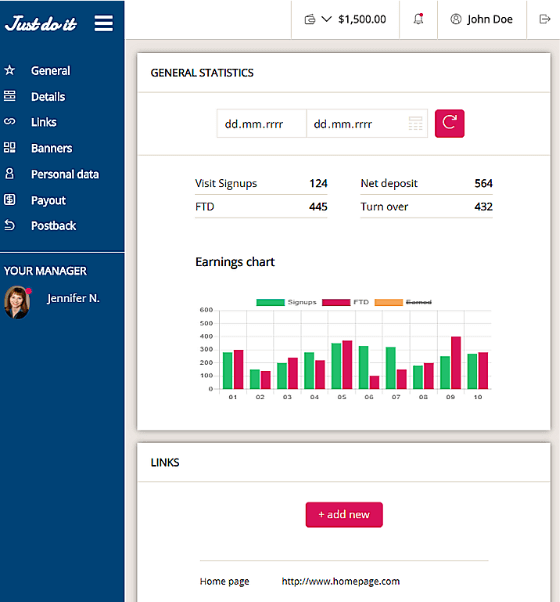 Just do it
$1,500.00
John Doe
General
Details
Links
Banners
Personal data
Payout
Postback
YOUR MANAGER
Jennifer N.
GENERAL STATISTICS
dd.mm.rrrr dd.mm.rrrr
Visit Signups 124 Net deposit 564
FTD 445 Turn over 432
Earnings chart
Signups FTD Earned
600
500
400
300
200
100
0
01 02 03 04 05 06 07 08 09 10
LINKS
+ add new
Home page http://www.homepage.com